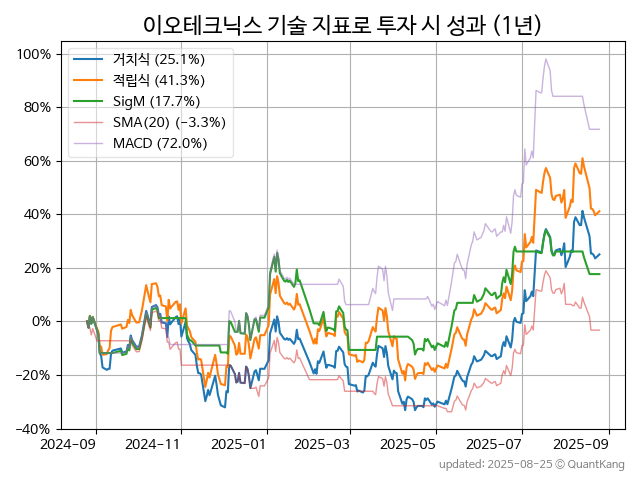 이오테크닉스 기술 지표로 투자 시 성과 (1년)
100%
80%
60%
40%
20%
0%
−20%
−40%
거치식 (25.1%)
적립식 (41.3%)
SigM (17.7%)
SMA(20) (-3.3%)
MACD (72.0%)
2024-09
2024-11
2025-01
2025-03
2025-05
2025-07
2025-09
updated: 2025-08-25 © QuantKang